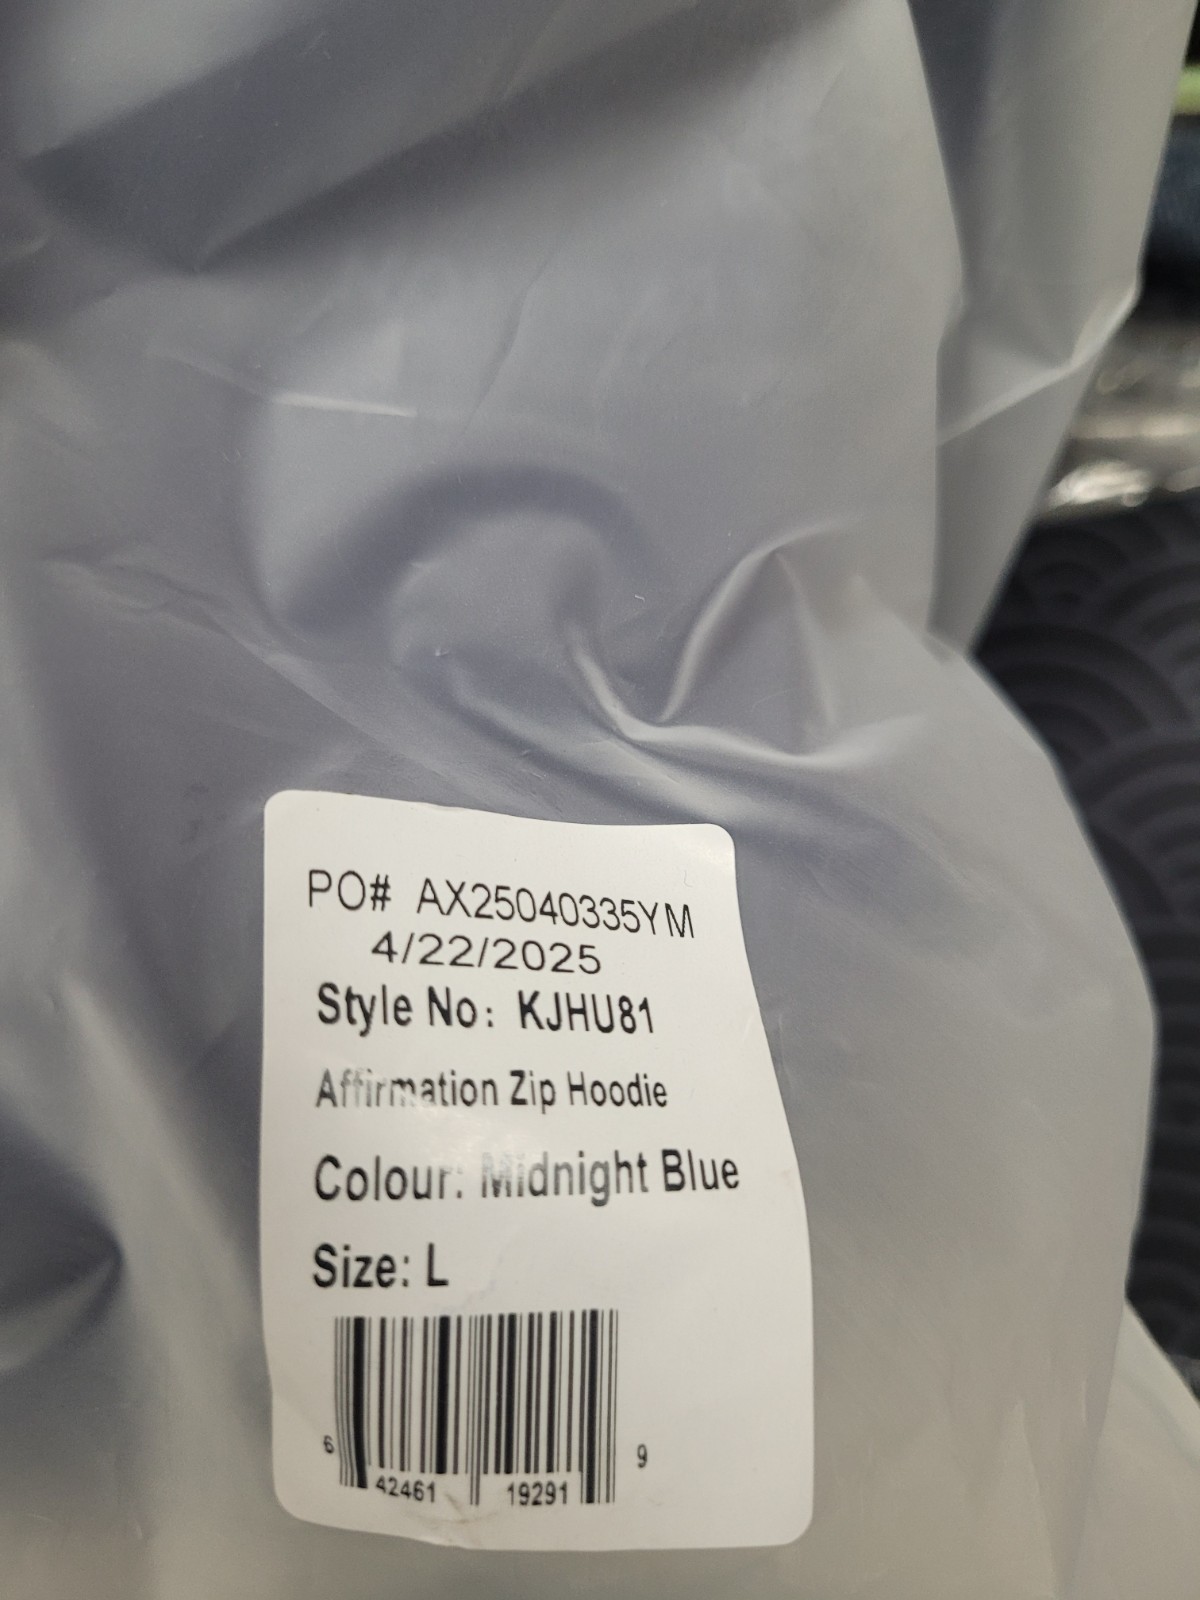 PO# AX25040335YM
4/22/2025
Style No: KJHU81
Affirmation Zip Hoodie
Colour: Midnight Blue
Size: L
6 42461 19291 9